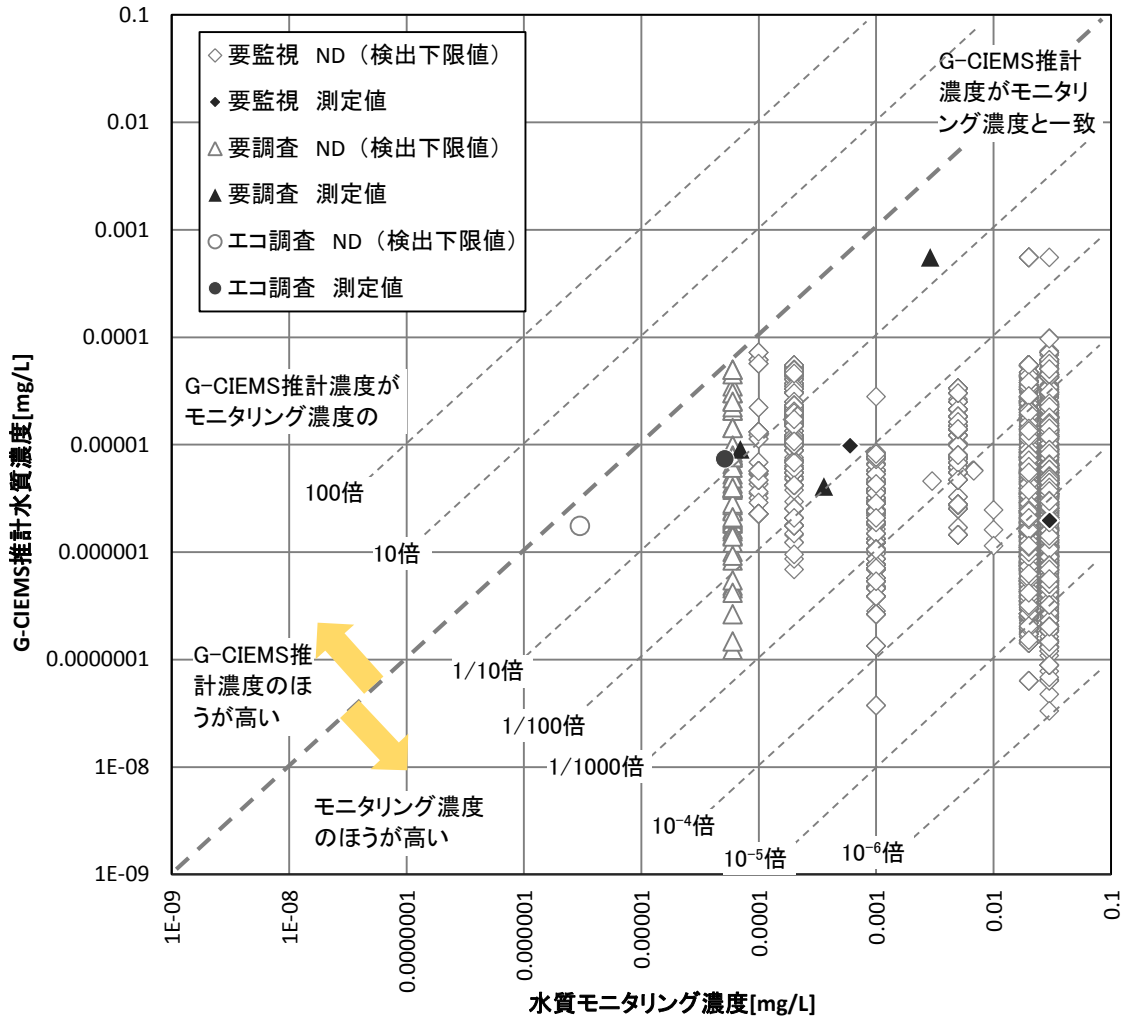 0.1
0.01
0.001
0.0001
0.00001
0.000001
0.0000001
1E-08
1E-09
G-CIEMS推計水質濃度[mg/L]
要監視 ND (検出下限値)
要監視 測定値
要調査 ND (検出下限値)
要調査 測定値
エコ調査 ND (検出下限値)
エコ調査 測定値
G-CIEMS推計
濃度がモニタリ
ング濃度と一致
G-CIEMS推計濃度が
モニタリング濃度の
100倍
10倍
1/10倍
1/100倍
1/1000倍
10⁻⁴倍
10⁻⁵倍
10⁻⁶倍
G-CIEMS推
計濃度のほ
うが高い
モニタリング濃度
のほうが高い
1E-09
1E-08
0.0000001
0.000001
0.00001
0.0001
0.001
0.01
0.1
水質モニタリング濃度[mg/L]